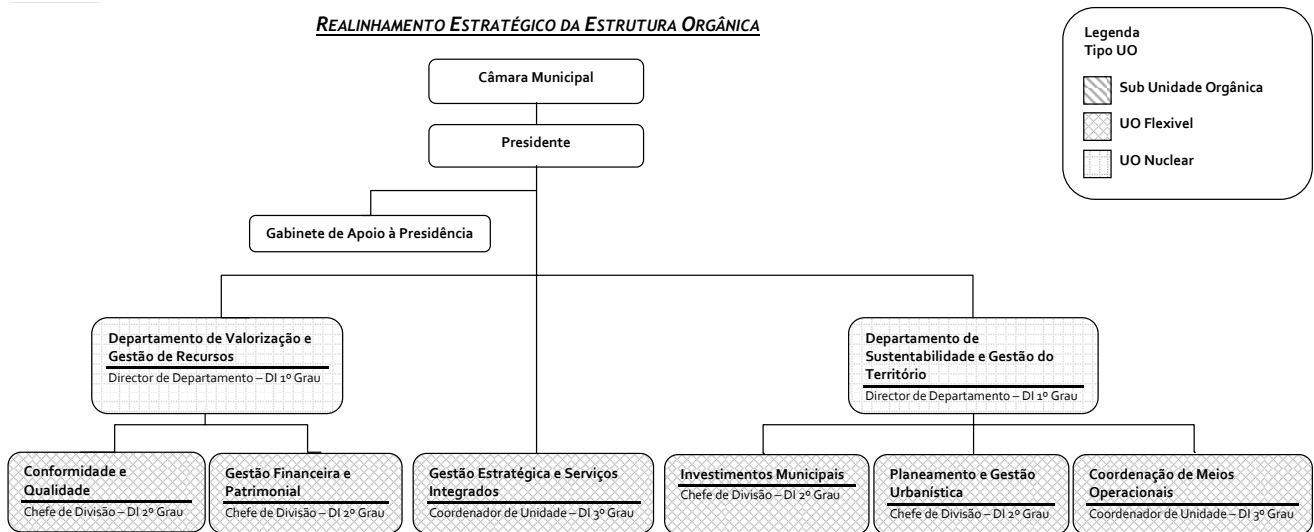 REALINHAMENTO ESTRATÉGICO DA ESTRUTURA ORGÂNICA
Legenda
Tipo UO
Sub Unidade Orgânica
UO Flexivel
UO Nuclear
Câmara Municipal
Presidente
Gabinete de Apoio à Presidência
Departamento de Valorização e
Gestão de Recursos
Director de Departamento – DI 1º Grau
Departamento de
Sustentabilidade e Gestão do
Território
Director de Departamento – DI 1º Grau
Conformidade e
Qualidade
Chefe de Divisão – DI 2º Grau
Gestão Financeira e
Patrimonial
Chefe de Divisão – DI 2º Grau
Gestão Estratégica e Serviços
Integrados
Coordenador de Unidade – DI 3º Grau
Investimentos Municipais
Chefe de Divisão – DI 2º Grau
Planeamento e Gestão
Urbanística
Chefe de Divisão – DI 2º Grau
Coordenação de Meios
Operacionais
Coordenador de Unidade – DI 3º Grau